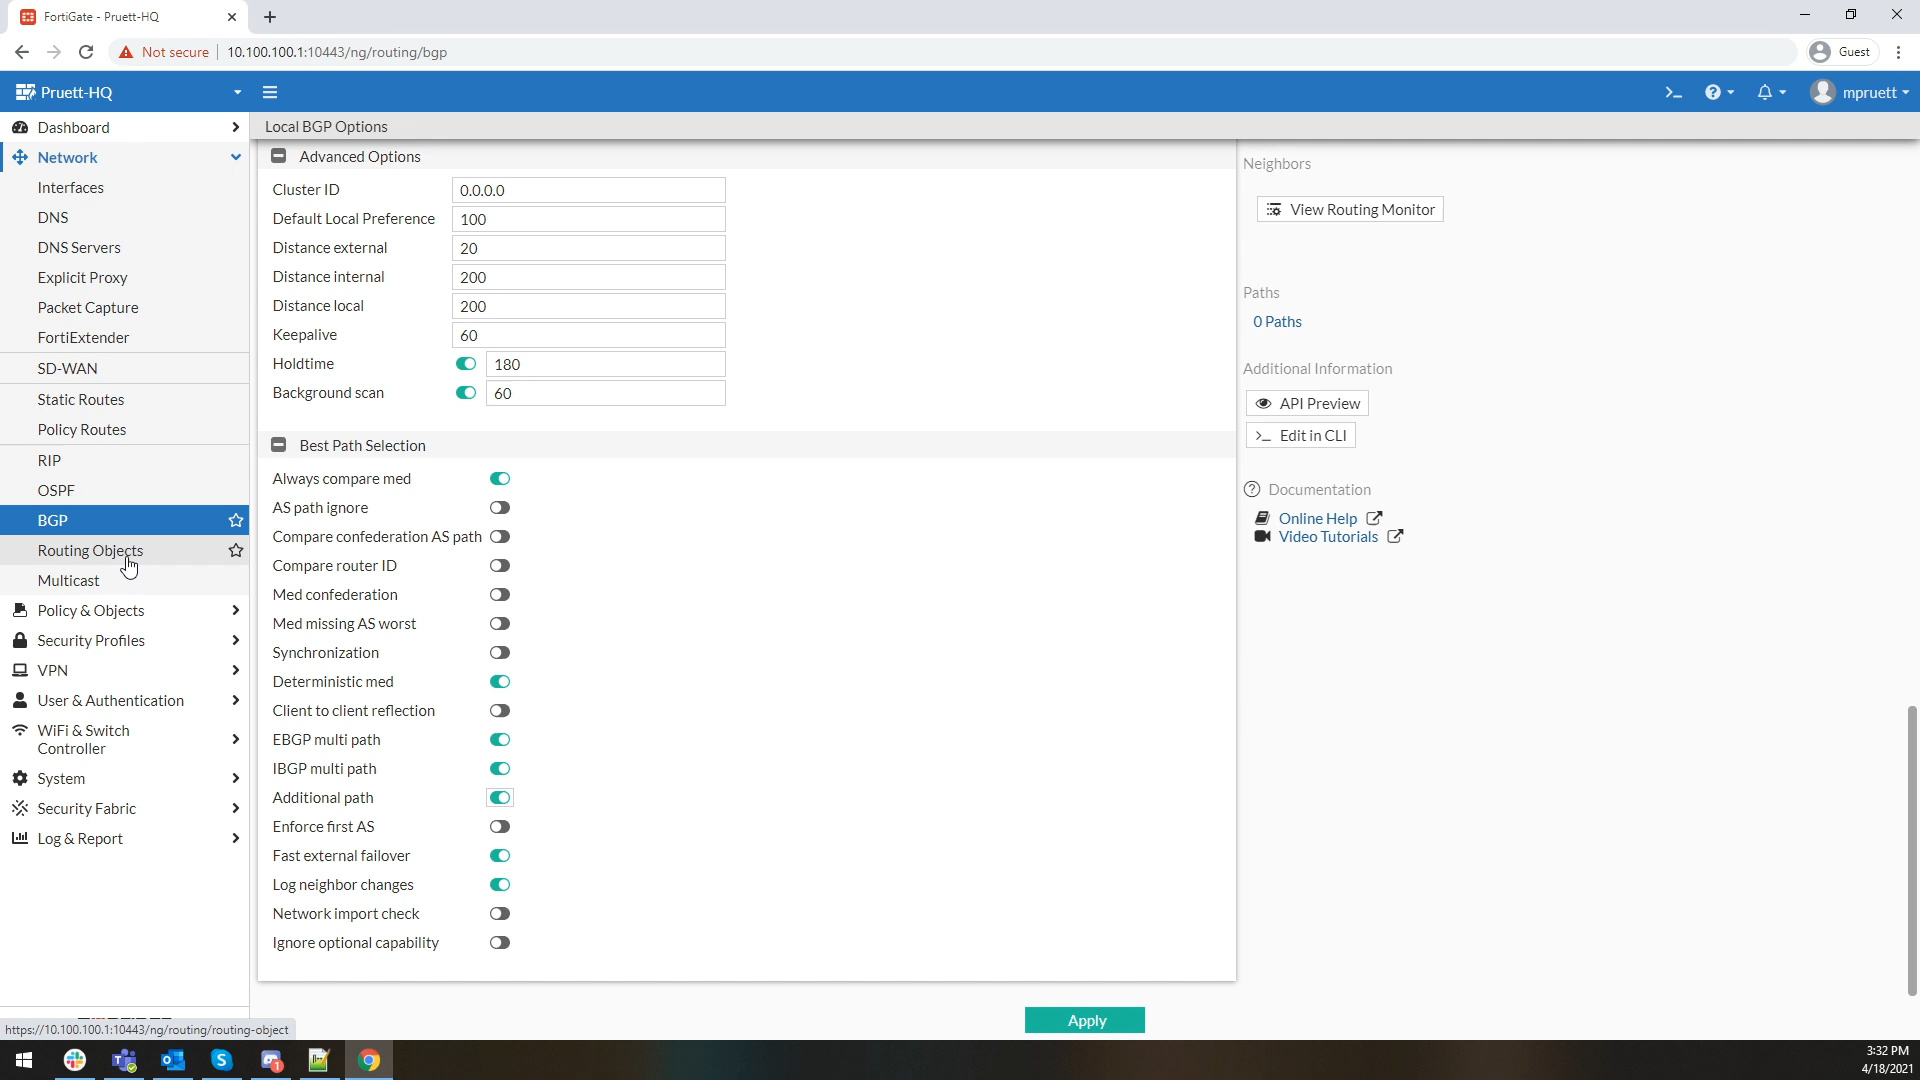 FortiGate - Pruett-HQ
Not secure
10.100.100.1:10443/ng/routing/bgp
Guest
Pruett-HQ
mpruett
Dashboard
Network
Interfaces
DNS
DNS Servers
Explicit Proxy
Packet Capture
FortiExtender
SD-WAN
Static Routes
Policy Routes
RIP
OSPF
BGP
Routing Objects
Multicast
Policy & Objects
Security Profiles
VPN
User & Authentication
WiFi & Switch
Controller
System
Security Fabric
Log & Report
https://10.100.100.1:10443/ng/routing/routing-object
Local BGP Options
Advanced Options
Cluster ID 0.0.0.0
Default Local Preference 100
Distance external 20
Distance internal 200
Distance local 200
Keepalive 60
Holdtime 180
Background scan 60
Best Path Selection
Always compare med
AS path ignore
Compare confederation AS path
Compare router ID
Med confederation
Med missing AS worst
Synchronization
Deterministic med
Client to client reflection
EBGP multi path
IBGP multi path
Additional path
Enforce first AS
Fast external failover
Log neighbor changes
Network import check
Ignore optional capability
Apply
Neighbors
View Routing Monitor
Paths
0 Paths
Additional Information
API Preview
>_ Edit in CLI
Documentation
Online Help
Video Tutorials
3:32 PM
4/18/2021